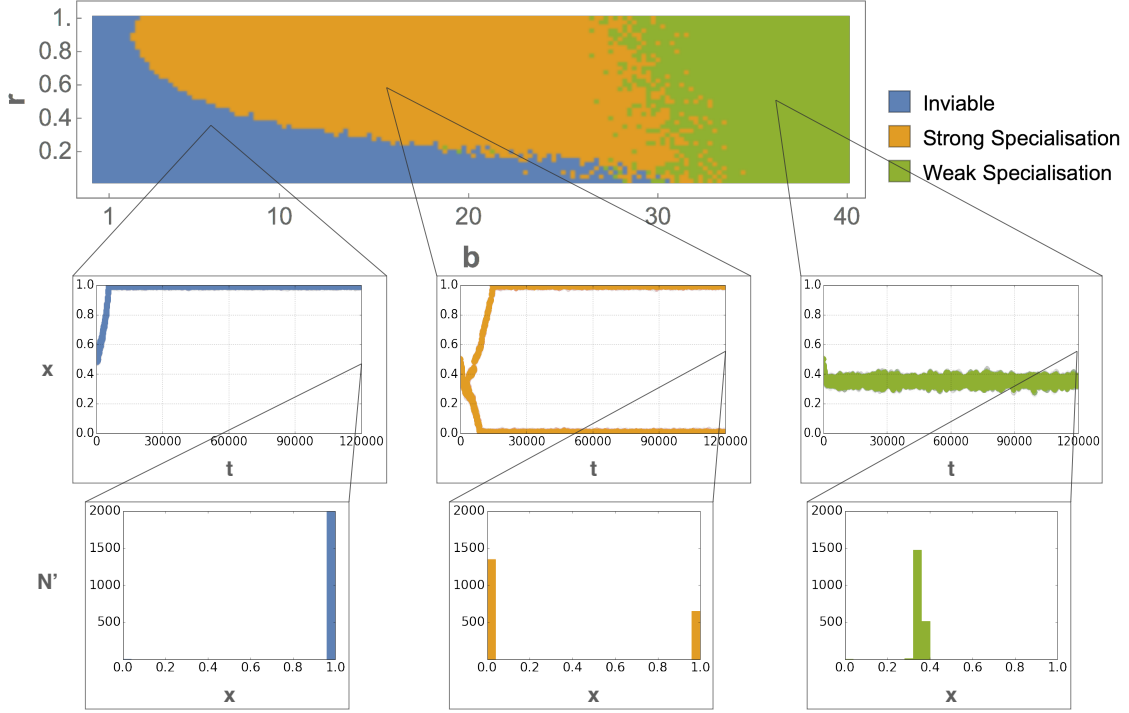 1.
0.8
0.6
0.4
0.2
r
1 10 20 30 40
b
Inviable
Strong Specialisation
Weak Specialisation
1.0 1.0 1.0
0.8 0.8 0.8
0.6 0.6 0.6
x
0.4 0.4 0.4
0.2 0.2 0.2
0.0 0.0 0.0
0 30000 60000 90000 120000 0 30000 60000 90000 120000 0 30000 60000 90000 120000
t t t
2000 2000 2000
1500 1500 1500
N’
1000 1000 1000
500 500 500
0.0 0.2 0.4 0.6 0.8 1.0 0.0 0.2 0.4 0.6 0.8 1.0 0.0 0.2 0.4 0.6 0.8 1.0
x x x